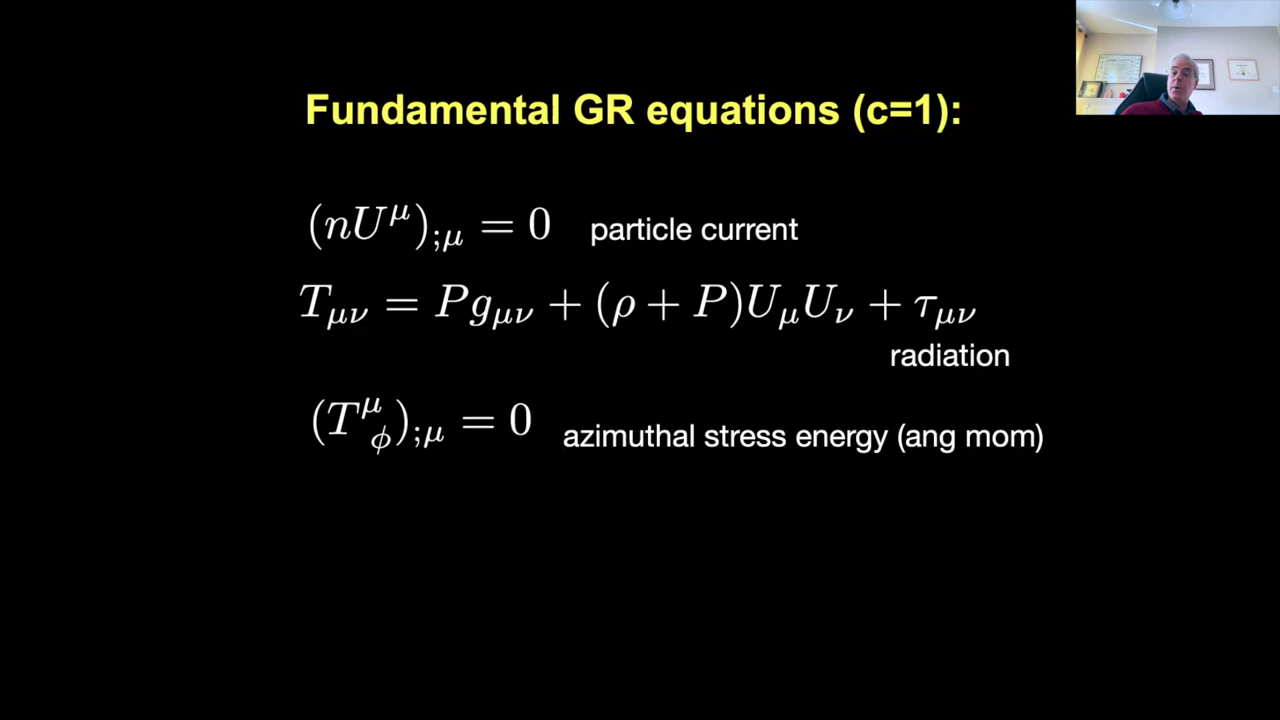 Fundamental GR equations (c=1):
(nU^μ)_{;μ} = 0 particle current
T_{μν} = Pg_{μν} + (ρ + P)U_μU_ν + τ_{μν}
radiation
(T^μ_φ)_{;μ} = 0 azimuthal stress energy (ang mom)